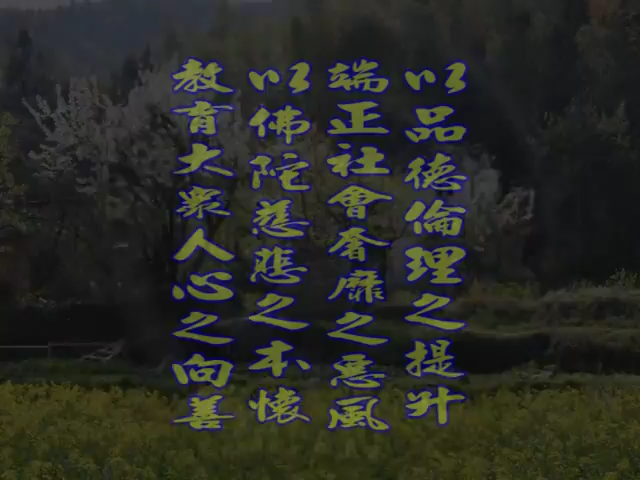 以品德倫理之提升
端正社會奢靡之惡風
以佛陀慈悲之本懷
教育大眾人心之向善